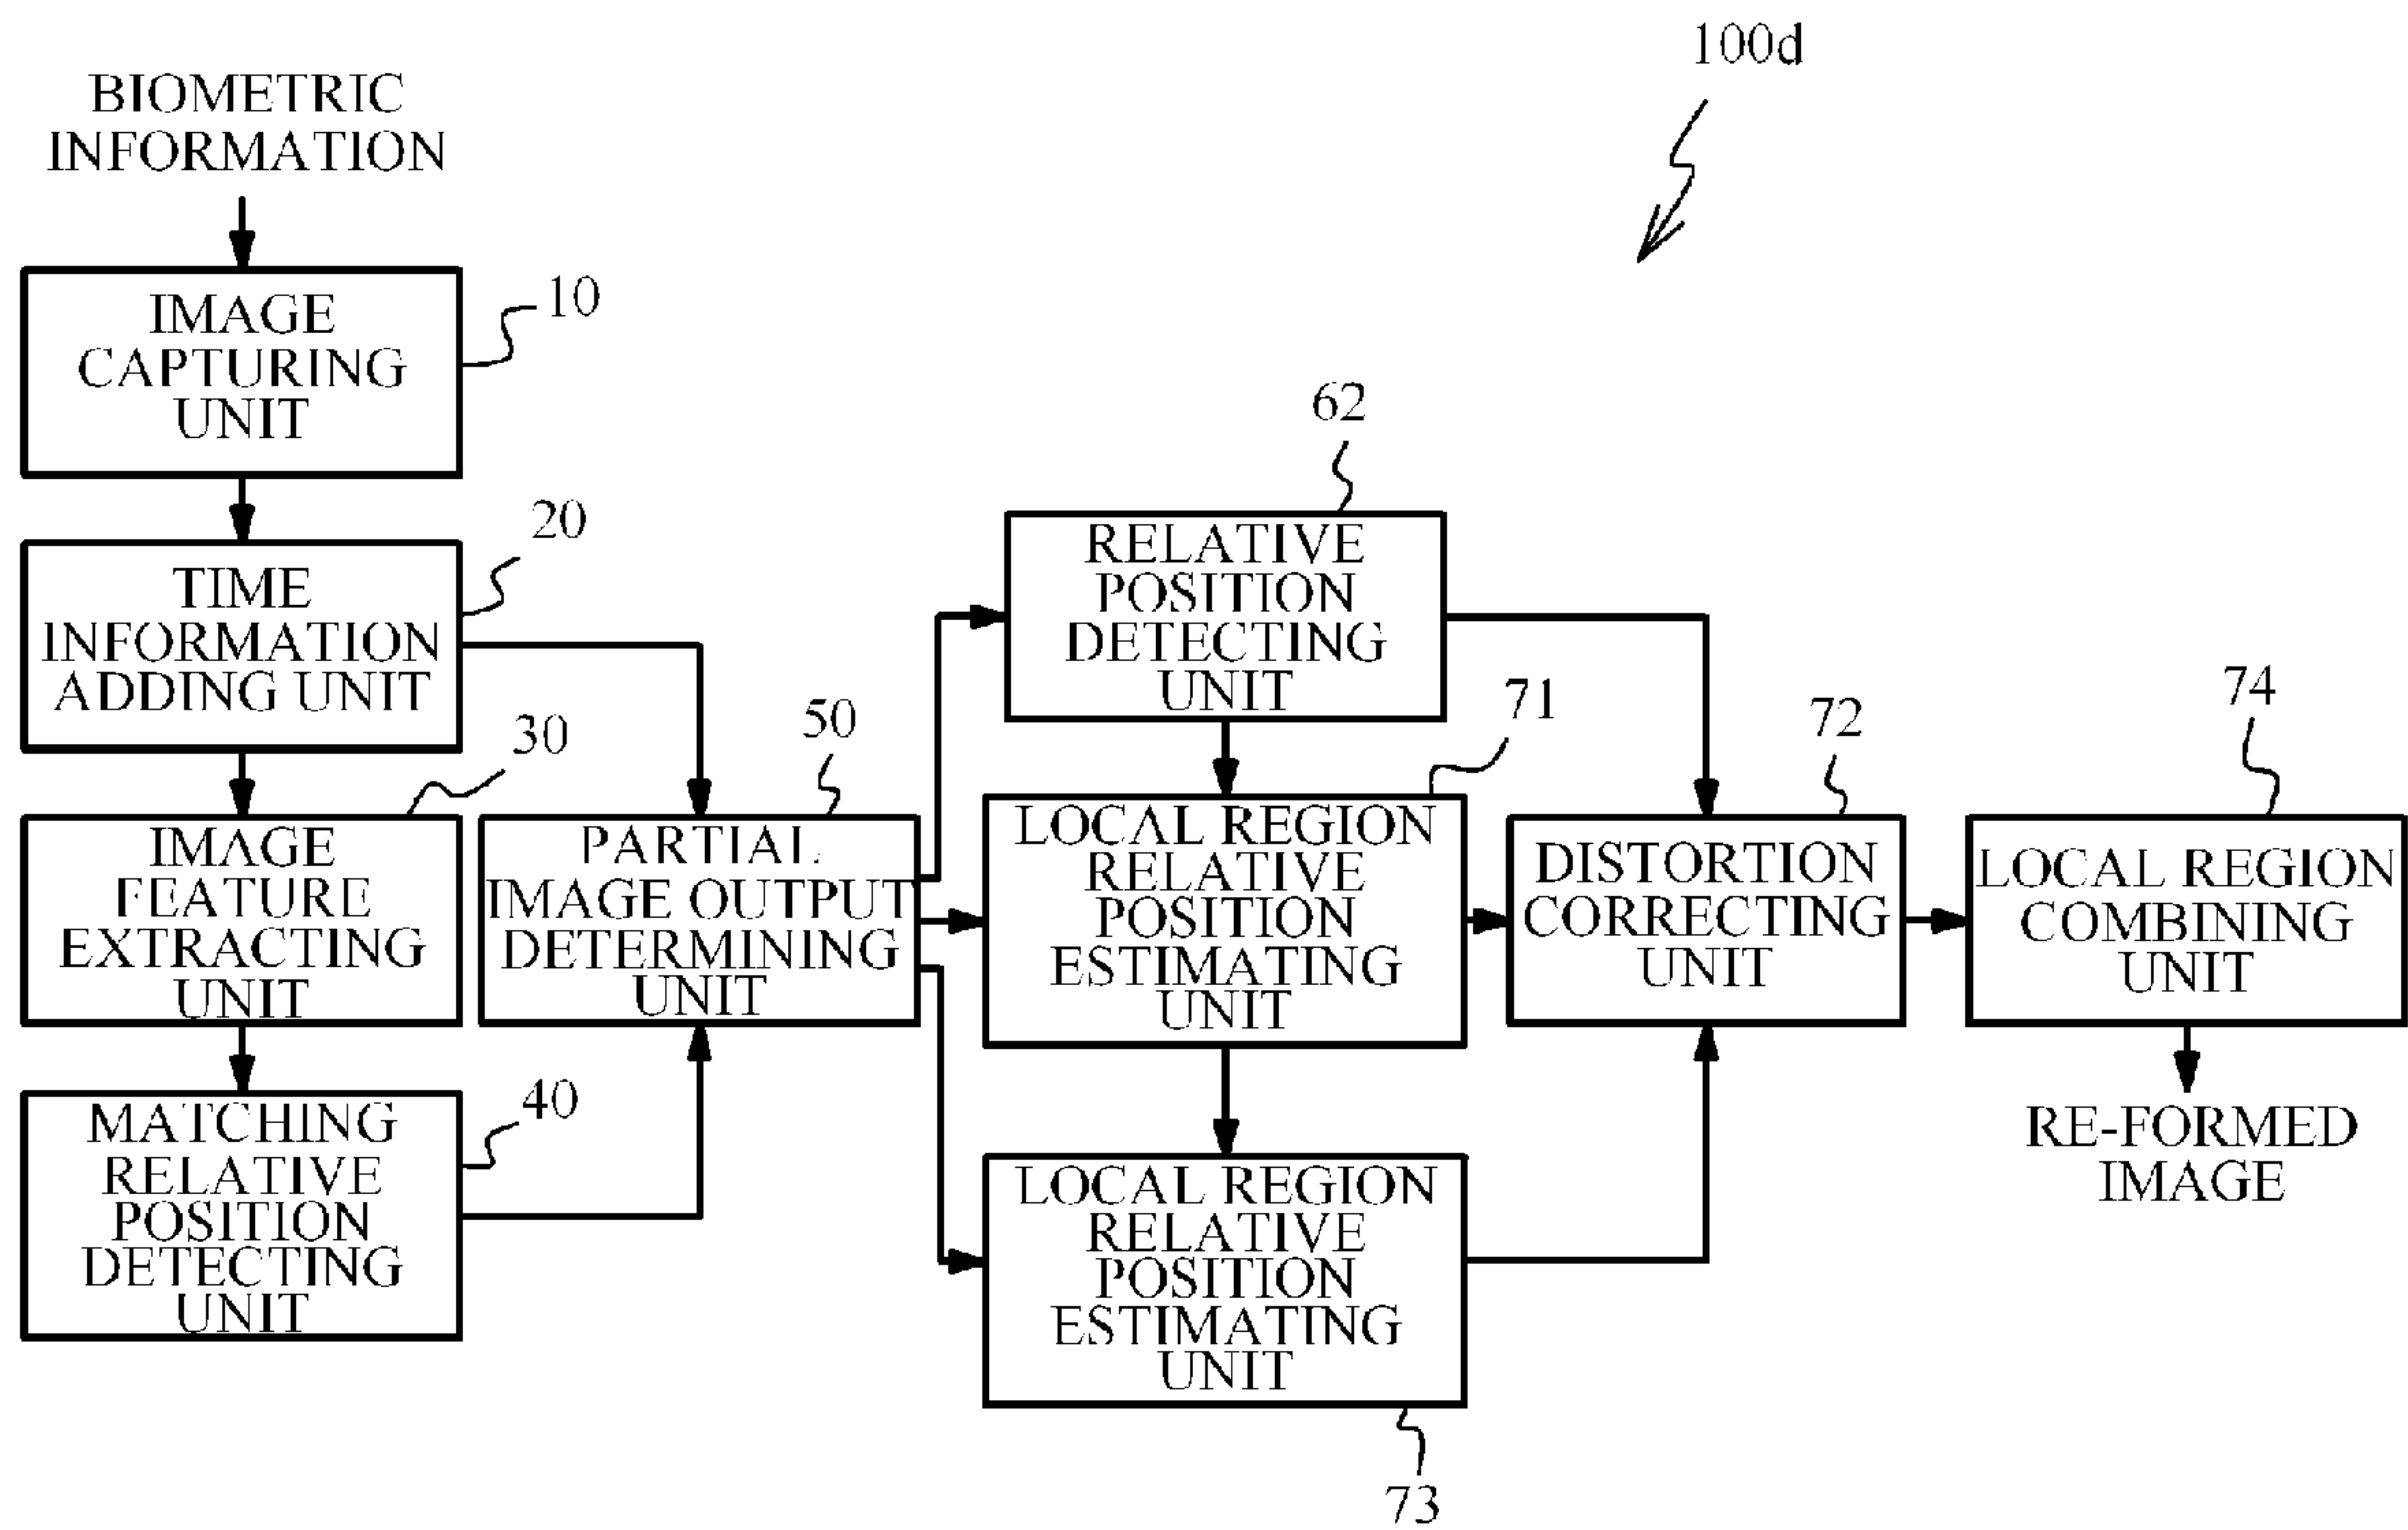 100d
BIOMETRIC
INFORMATION
IMAGE
CAPTURING
UNIT
10
TIME
INFORMATION
ADDING UNIT
20
IMAGE
FEATURE
EXTRACTING
UNIT
30
MATCHING
RELATIVE
POSITION
DETECTING
UNIT
40
PARTIAL
IMAGE OUTPUT
DETERMINING
UNIT
50
RELATIVE
POSITION
DETECTING
UNIT
62
LOCAL REGION
RELATIVE
POSITION
ESTIMATING
UNIT
71
LOCAL REGION
RELATIVE
POSITION
ESTIMATING
UNIT
73
DISTORTION
CORRECTING
UNIT
72
LOCAL REGION
COMBINING
UNIT
74
RE-FORMED
IMAGE